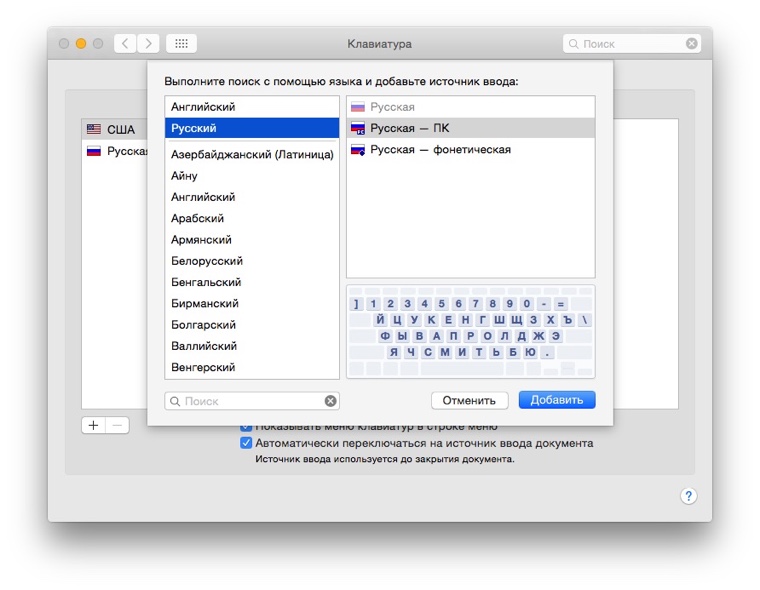 Клавиатура
Поиск
Выполните поиск с помощью языка и добавьте источник ввода:
США
Русская
Английский
Русский
Азербайджанский (Латиница)
Айну
Английский
Арабский
Армянский
Белорусский
Бенгальский
Бирманский
Болгарский
Валлийский
Венгерский
Русская
Русская — ПК
Русская — фонетическая
] 1 2 3 4 5 6 7 8 9 0 - =
Й Ц У К Е Н Г Ш Щ З Х Ъ \
Ф Ы В А П Р О Л Д Ж Э
Я Ч С М И Т Ь Б Ю .
Поиск
Отменить
Добавить
+ −
Показывать меню клавиатур в строке меню
Автоматически переключаться на источник ввода документа
Источник ввода используется до закрытия документа.
?